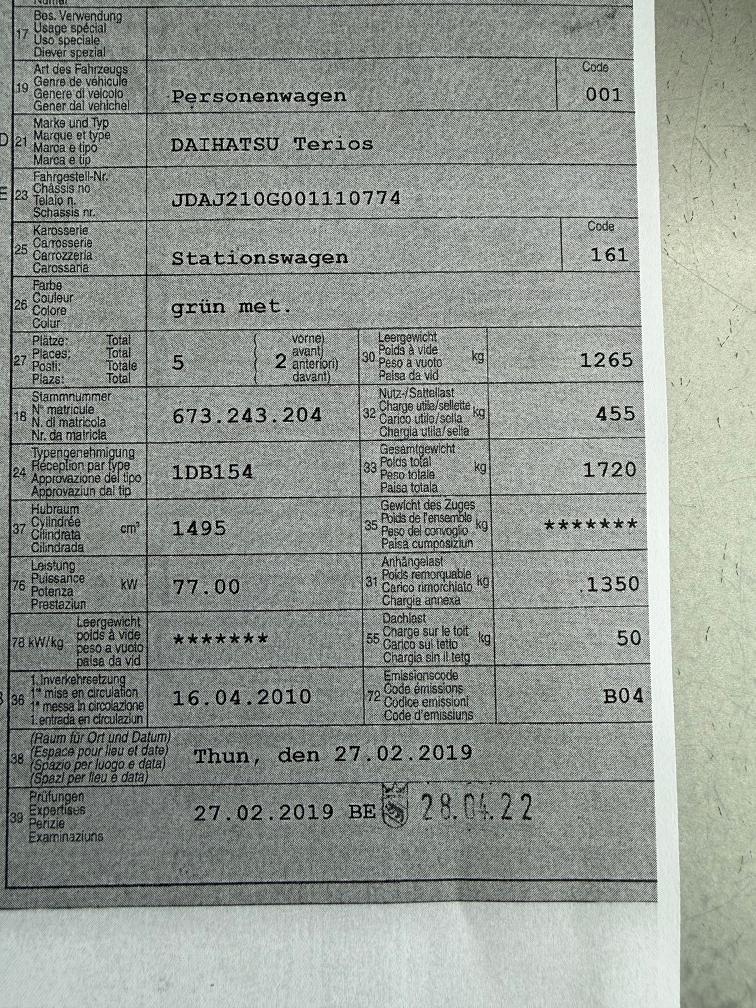 17 Bes. Verwendung
Usage spécial
Uso speciale
Diever spezial
19 Art des Fahrzeugs
Genre de véhicule
Genere di veicolo
Gener dal vehichel
Personenwagen
Code
001
D 21 Marke und Typ
Marque et type
Marca e tipo
Marca e tip
DAIHATSU Terios
E 23 Fahrgestell-Nr.
Châssis no
Telaio n.
Schassis nr.
JDAJ210G001110774
25 Karosserie
Carrosserie
Carrozzeria
Carossaria
Stationswagen
Code
161
26 Farbe
Couleur
Colore
Colur
grün met.
27 Plätze: Total
Places: Total
Posti: Totale
Plazs: Total
5
2
vorne)
avant)
anteriori)
davant)
30 Leergewicht
Poids à vide
Peso a vuoto
Paisa da vid
kg
1265
18 Stammnummer
N° matricule
N. di matricola
Nr. da matricla
673.243.204
32 Nutz-/Sattellast
Charge utile/sellette
Carico utile/sella
Chargia utila/sella
kg
455
24 Typengenehmigung
Réception par type
Approvazione del tipo
Approvaziun dal tip
1DB154
33 Gesamtgewicht
Poids total
Peso totale
Paisa totala
kg
1720
37 Hubraum
Cylindrée
Cilindrata
Cilindrada
cm³
1495
35 Gewicht des Zuges
Poids de l'ensemble
Peso del convoglio
Paisa cumposiziun
kg
*******
76 Leistung
Puissance
Potenza
Prestaziun
kW
77.00
31 Anhängelast
Poids remorquable
Carico rimorchiato
Chargia annexa
kg
1350
78 kW/kg
Leergewicht
poids à vide
peso a vuoto
paisa da vid
*******
55 Dachlast
Charge sur le toit
Carico sul tetto
Chargia sin il tetg
kg
50
36 1. Inverkehrsetzung
1re mise en circulation
1a messa in circolazione
1. entrada en circulaziun
16.04.2010
72 Emissionscode
Code émissions
Codice emissioni
Code d'emissiuns
B04
38 (Raum für Ort und Datum)
(Espace pour lieu et date)
(Spazio per luogo e data)
(Spazi per lieu e data)
Thun, den 27.02.2019
39 Prüfungen
Expertises
Perizie
Examinaziuns
27.02.2019 BE 28.04.22